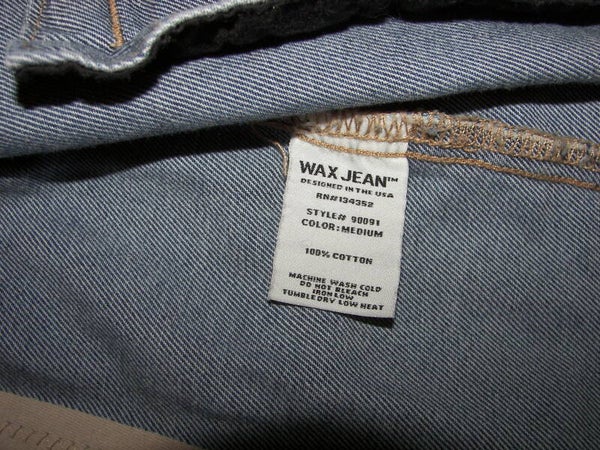 WAX JEAN™
DESIGNED IN THE USA
RN#134352
STYLE# 90091
COLOR: MEDIUM
100% COTTON
MACHINE WASH COLD
DO NOT BLEACH
IRON LOW
TUMBLE DRY LOW HEAT